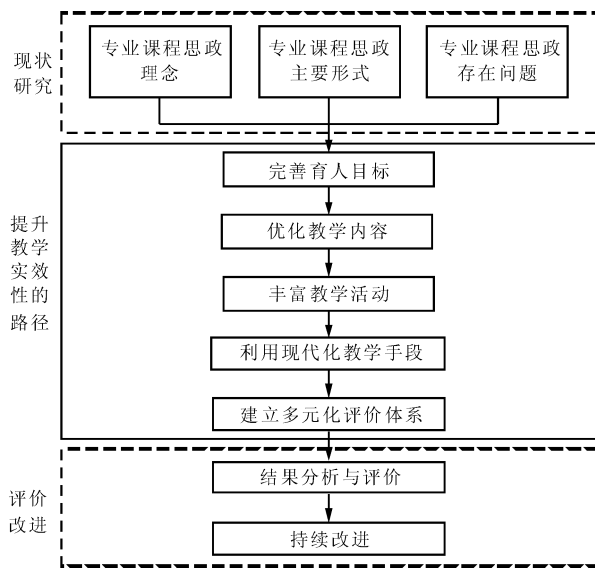 现状
研究
专业课程思政
理念
专业课程思政
主要形式
专业课程思政
存在问题
提升
教学
实效
性的
路径
完善育人目标
优化教学内容
丰富教学活动
利用现代化教学手段
建立多元化评价体系
评价
改进
结果分析与评价
持续改进